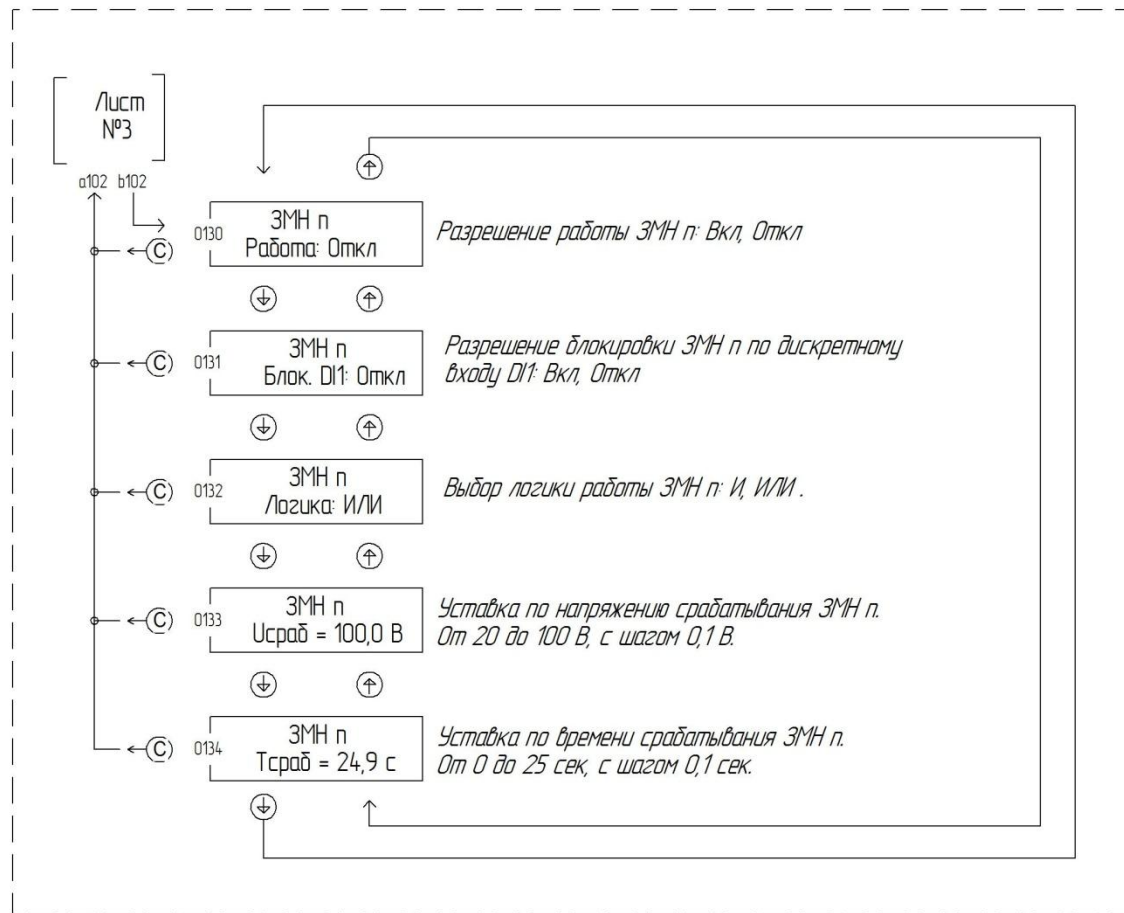 Лист
№3
a102 b102
0130
ЗМН п
Работа: Откл
Разрешение работы ЗМН п: Вкл, Откл
C
0131
ЗМН п
Блок. DI1: Откл
Разрешение блокировки ЗМН п по дискретному
входу DI1: Вкл, Откл
C
0132
ЗМН п
Логика: ИЛИ
Выбор логики работы ЗМН п: И, ИЛИ .
C
0133
ЗМН п
Uсраб = 100,0 В
Уставка по напряжению срабатывания ЗМН п.
От 20 до 100 В, с шагом 0,1 В.
C
0134
ЗМН п
Тсраб = 24,9 с
Уставка по времени срабатывания ЗМН п.
От 0 до 25 сек, с шагом 0,1 сек.
C